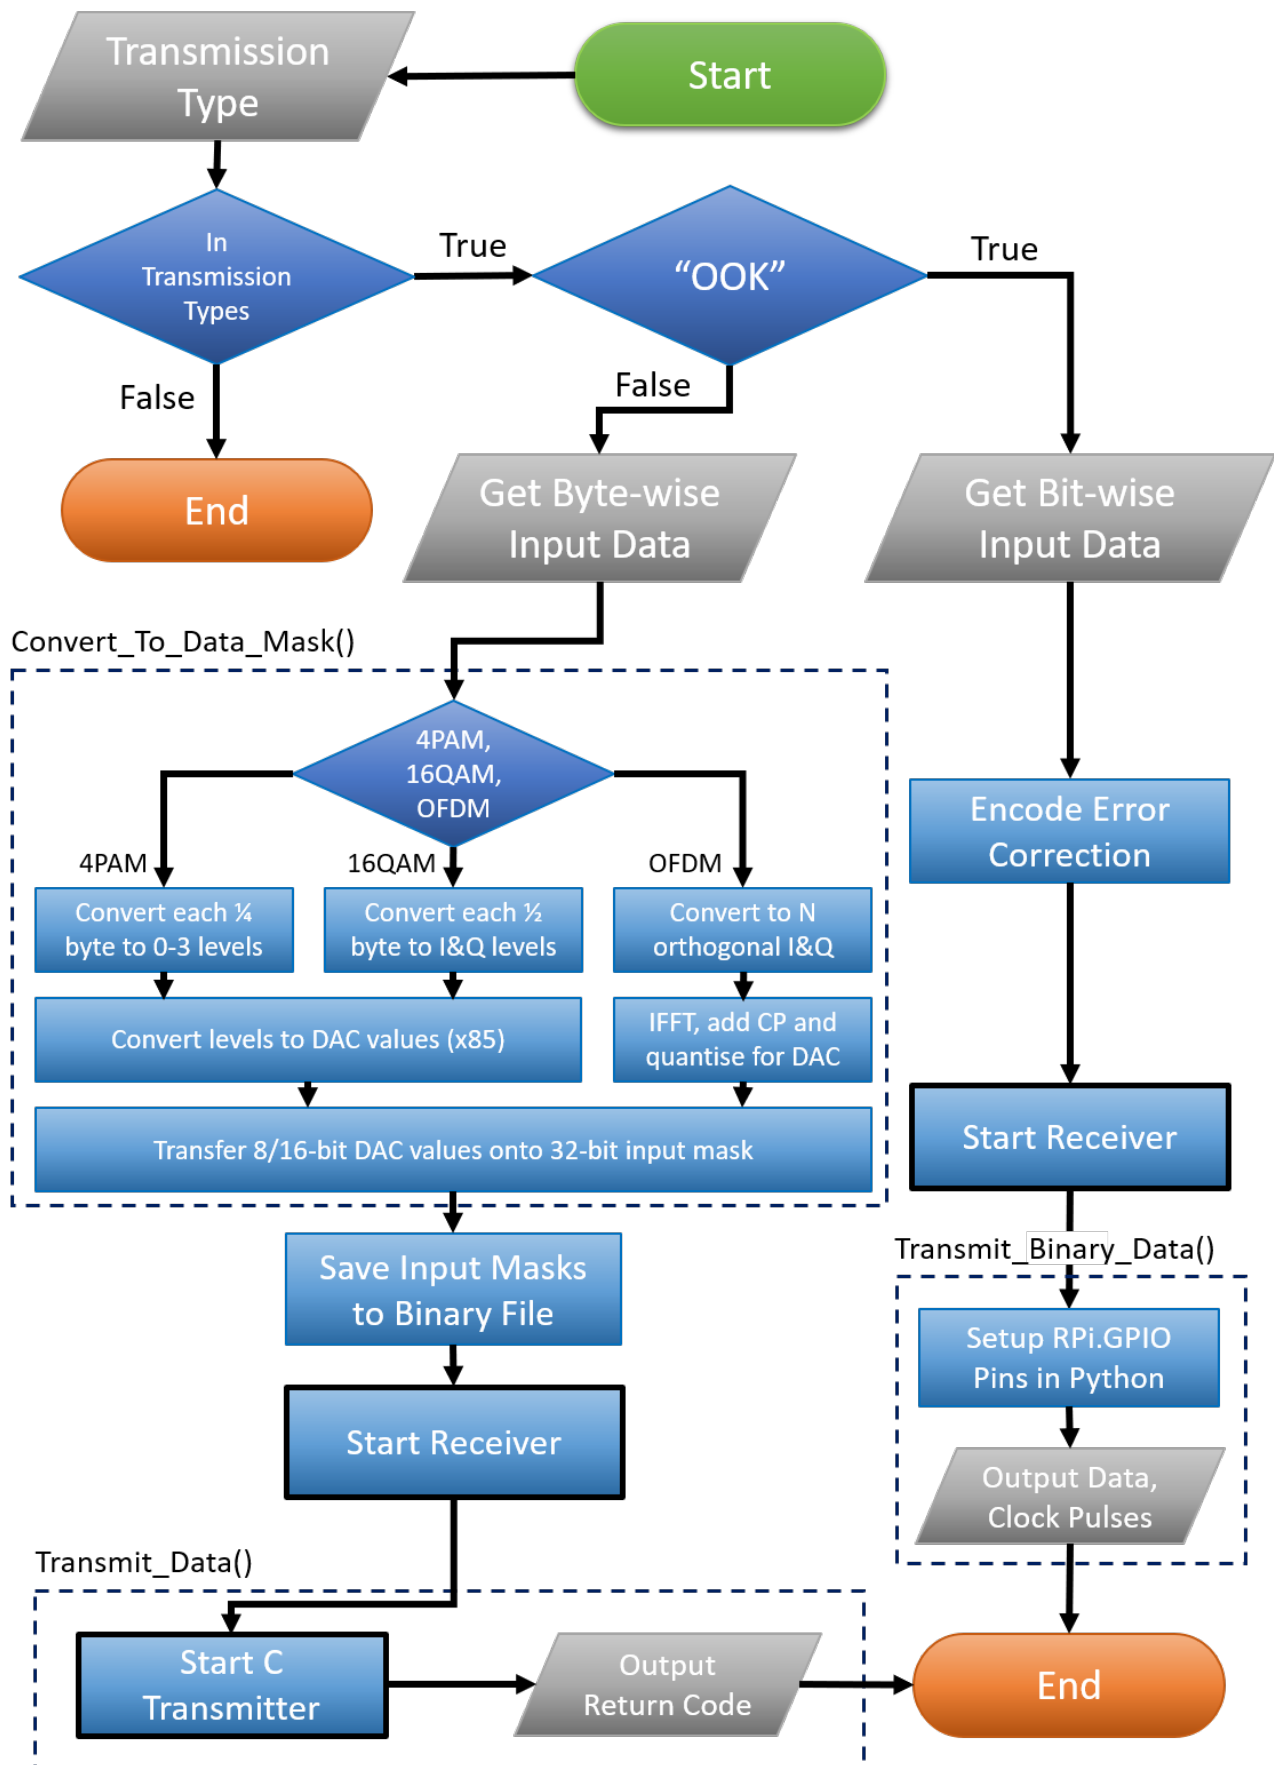 Transmission
Type
Start
In
Transmission
Types
True
"OOK"
True
False
False
End
Get Byte-wise
Input Data
Get Bit-wise
Input Data
Convert_To_Data_Mask()
4PAM,
16QAM,
OFDM
4PAM
16QAM
OFDM
Convert each ¼
byte to 0-3 levels
Convert each ½
byte to I&Q levels
Convert to N
orthogonal I&Q
Convert levels to DAC values (x85)
IFFT, add CP and
quantise for DAC
Transfer 8/16-bit DAC values onto 32-bit input mask
Encode Error
Correction
Start Receiver
Save Input Masks
to Binary File
Start Receiver
Transmit_Binary_Data()
Setup RPi.GPIO
Pins in Python
Output Data,
Clock Pulses
Transmit_Data()
Start C
Transmitter
Output
Return Code
End